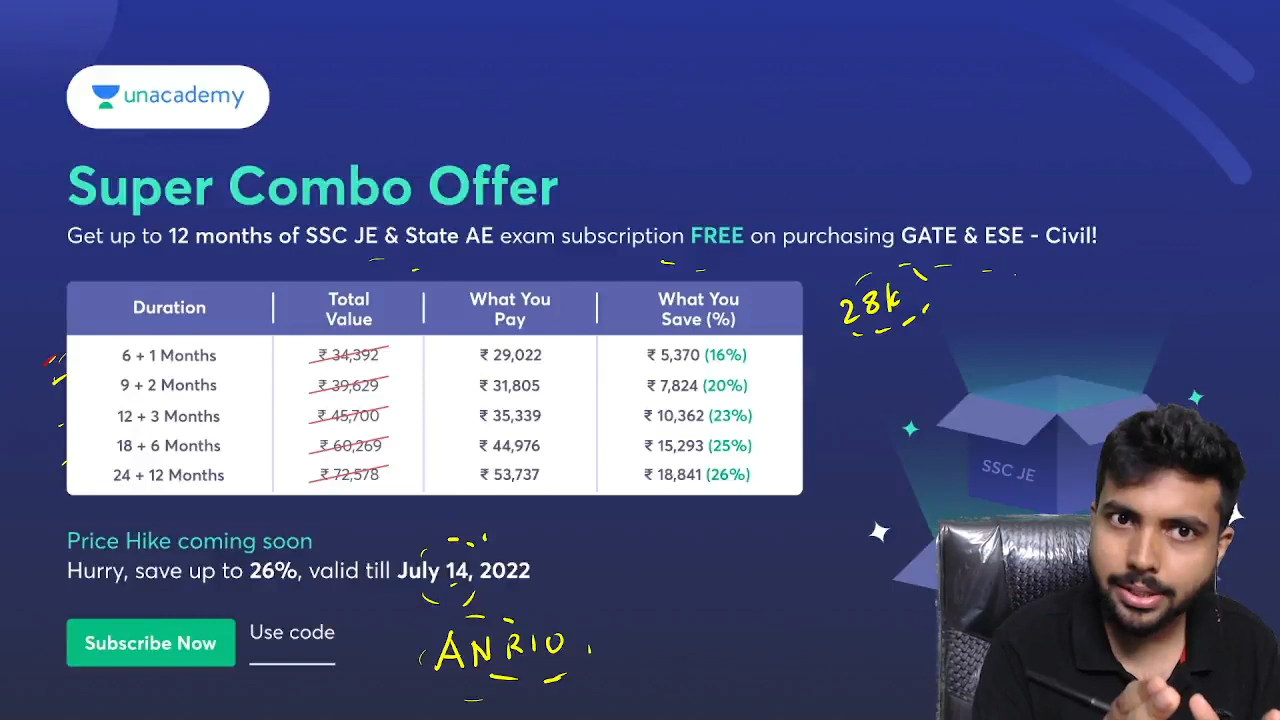 unacademy
Super Combo Offer
Get up to 12 months of SSC JE & State AE exam subscription FREE on purchasing GATE & ESE - Civil!
28k
Duration Total Value What You Pay What You Save (%)
6 + 1 Months ₹ 34,392 ₹ 29,022 ₹ 5,370 (16%)
9 + 2 Months ₹ 39,629 ₹ 31,805 ₹ 7,824 (20%)
12 + 3 Months ₹ 45,700 ₹ 35,339 ₹ 10,362 (23%)
18 + 6 Months ₹ 60,269 ₹ 44,976 ₹ 15,293 (25%)
24 + 12 Months ₹ 72,578 ₹ 53,737 ₹ 18,841 (26%)
SSC JE
Price Hike coming soon
Hurry, save up to 26%, valid till July 14, 2022
Subscribe Now Use code ANR10